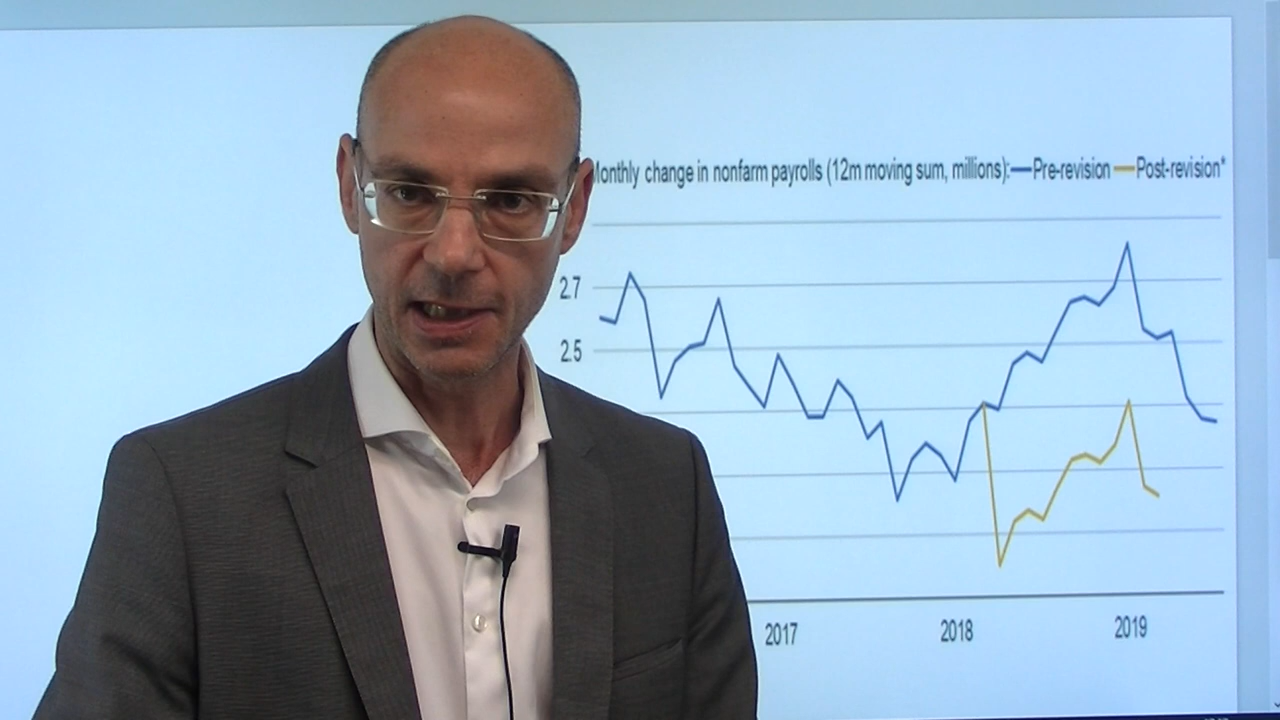 onthly change in nonfarm payrolls (12m moving sum, millions): Pre-revision Post-revision*
2.7
2.5
2017 2018 2019